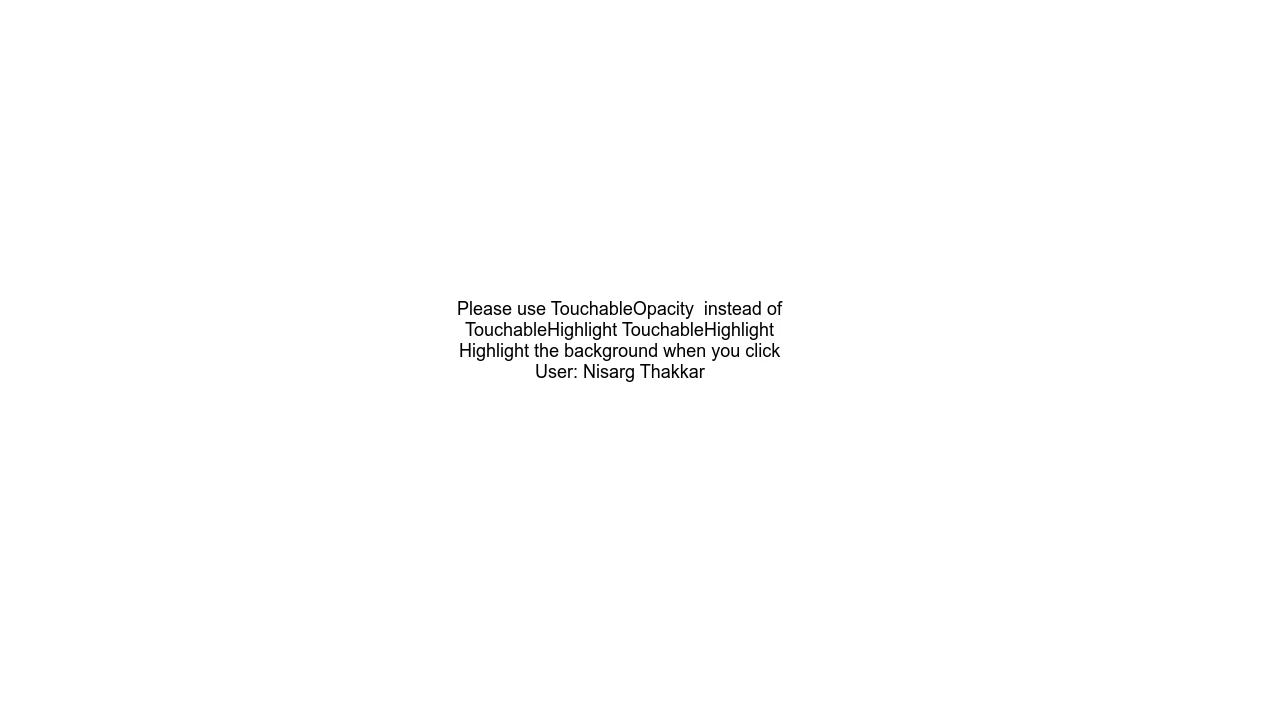 Please use TouchableOpacity  instead of
TouchableHighlight TouchableHighlight
Highlight the background when you click
User: Nisarg Thakkar